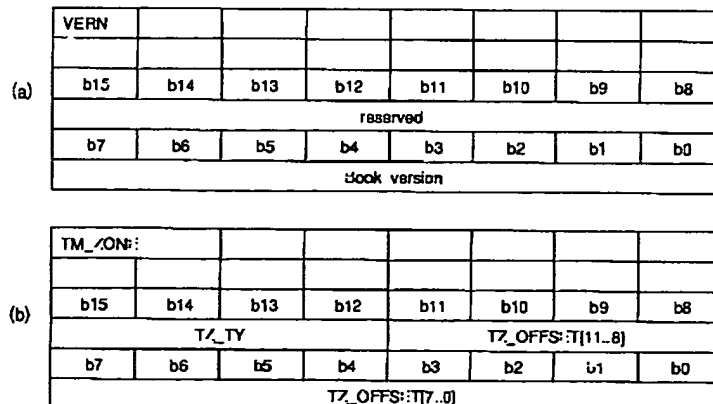 VERN
(a)
b15 b14 b13 b12 b11 b10 b9 b8
reserved
b7 b6 b5 b4 b3 b2 b1 b0
Book version
TM_ZONE
(b)
b15 b14 b13 b12 b11 b10 b9 b8
TZ_TY TZ_OFFSET[11..8]
b7 b6 b5 b4 b3 b2 b1 b0
TZ_OFFSET[7..0]